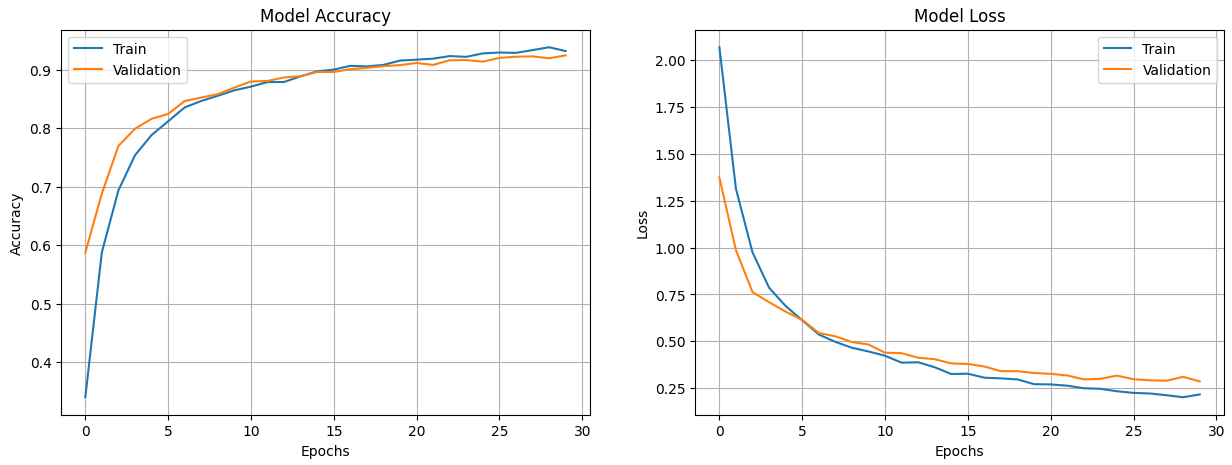 Model Accuracy
Train
Validation
0.9
0.8
0.7
0.6
0.5
0.4
Accuracy
0 5 10 15 20 25 30
Epochs
Model Loss
Train
Validation
2.00
1.75
1.50
1.25
1.00
0.75
0.50
0.25
Loss
0 5 10 15 20 25 30
Epochs